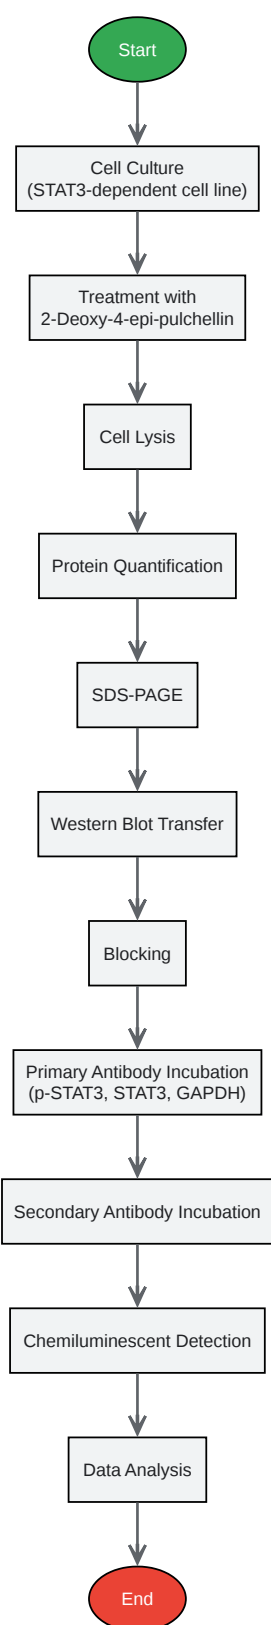 Start
Cell Culture
(STAT3-dependent cell line)
Treatment with
2-Deoxy-4-epi-pulchellin
Cell Lysis
Protein Quantification
SDS-PAGE
Western Blot Transfer
Blocking
Primary Antibody Incubation
(p-STAT3, STAT3, GAPDH)
Secondary Antibody Incubation
Chemiluminescent Detection
Data Analysis
End